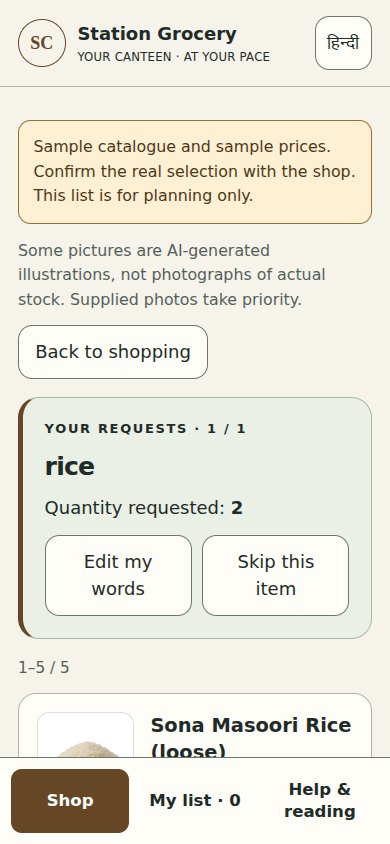 SC
Station Grocery
YOUR CANTEEN · AT YOUR PACE
हिन्दी
Sample catalogue and sample prices.
Confirm the real selection with the shop.
This list is for planning only.
Some pictures are AI-generated
illustrations, not photographs of actual
stock. Supplied photos take priority.
Back to shopping
YOUR REQUESTS · 1 / 1
rice
Quantity requested: 2
Edit my
words
Skip this
item
1–5 / 5
Sona Masoori Rice
(loose)
Shop
My list · 0
Help &
reading